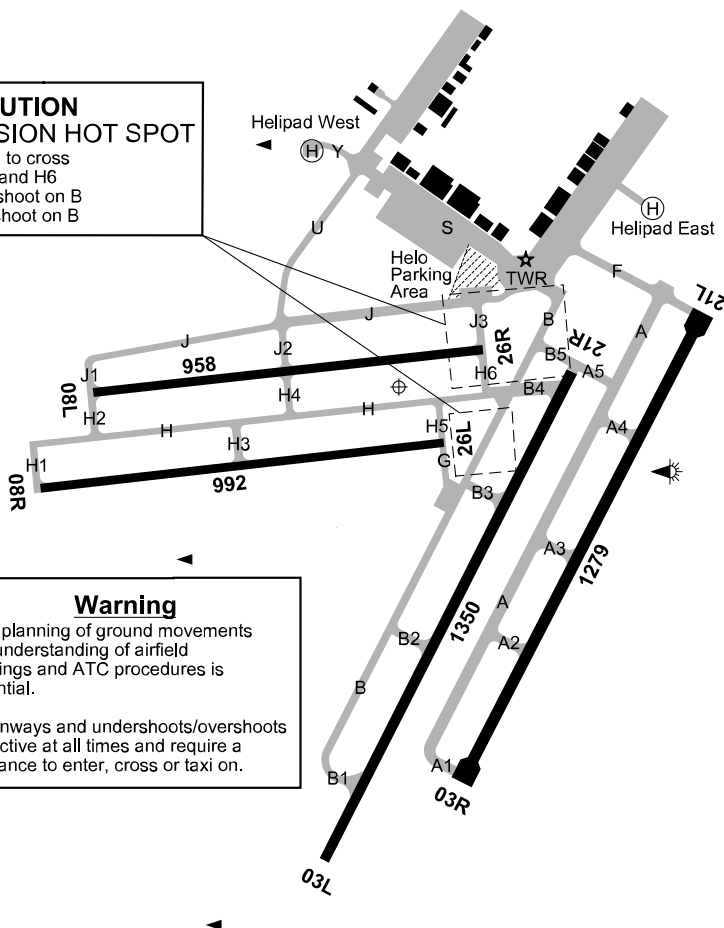 UTION
SION HOT SPOT
to cross
and H6
shoot on B
shoot on B
Helipad West
H
Y
U
S
H
Helipad East
Helo
Parking
Area
TWR
F
21L
A
J
J
J3
B
21R
26R
B5
A5
J1
958
J2
08L
H6
B4
H2
H4
H
H
H5
26L
A4
H1
H3
G
08R
992
B3
A3
1279
1350
A
B2
A2
B
B1
A1
03R
03L
Warning
planning of ground movements
understanding of airfield
ings and ATC procedures is
ntial.
nways and undershoots/overshoots
ctive at all times and require a
ance to enter, cross or taxi on.